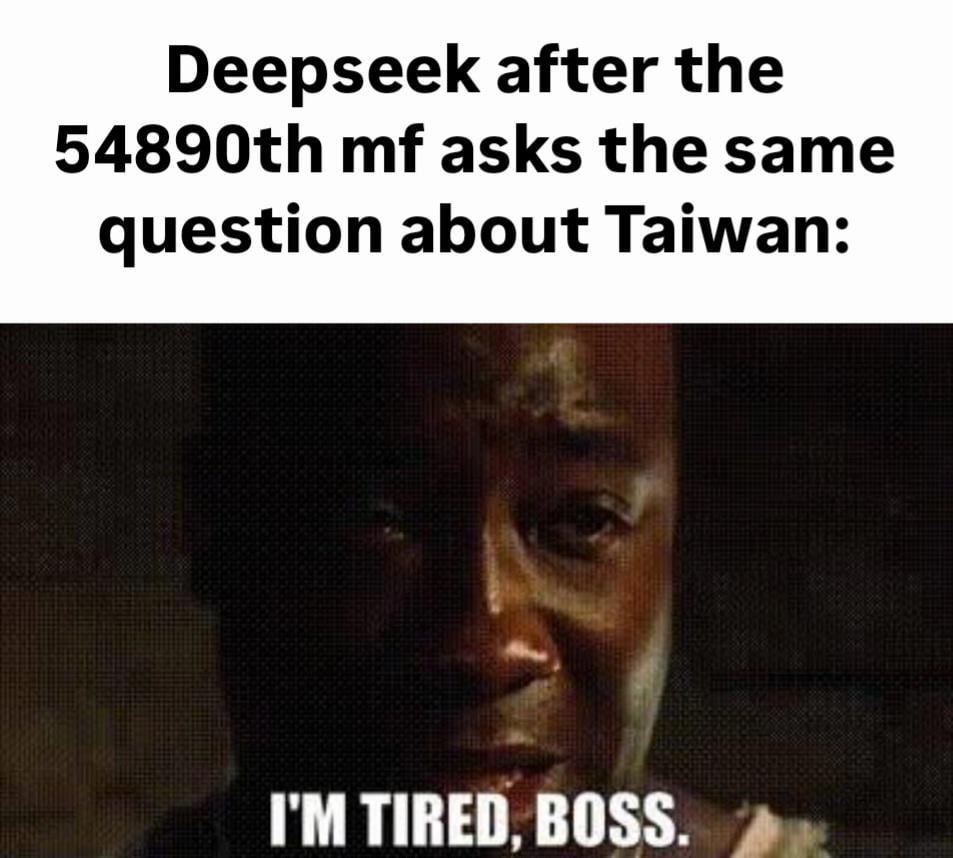 Deepseek after the
54890th mf asks the same
question about Taiwan:
I'M TIRED, BOSS.